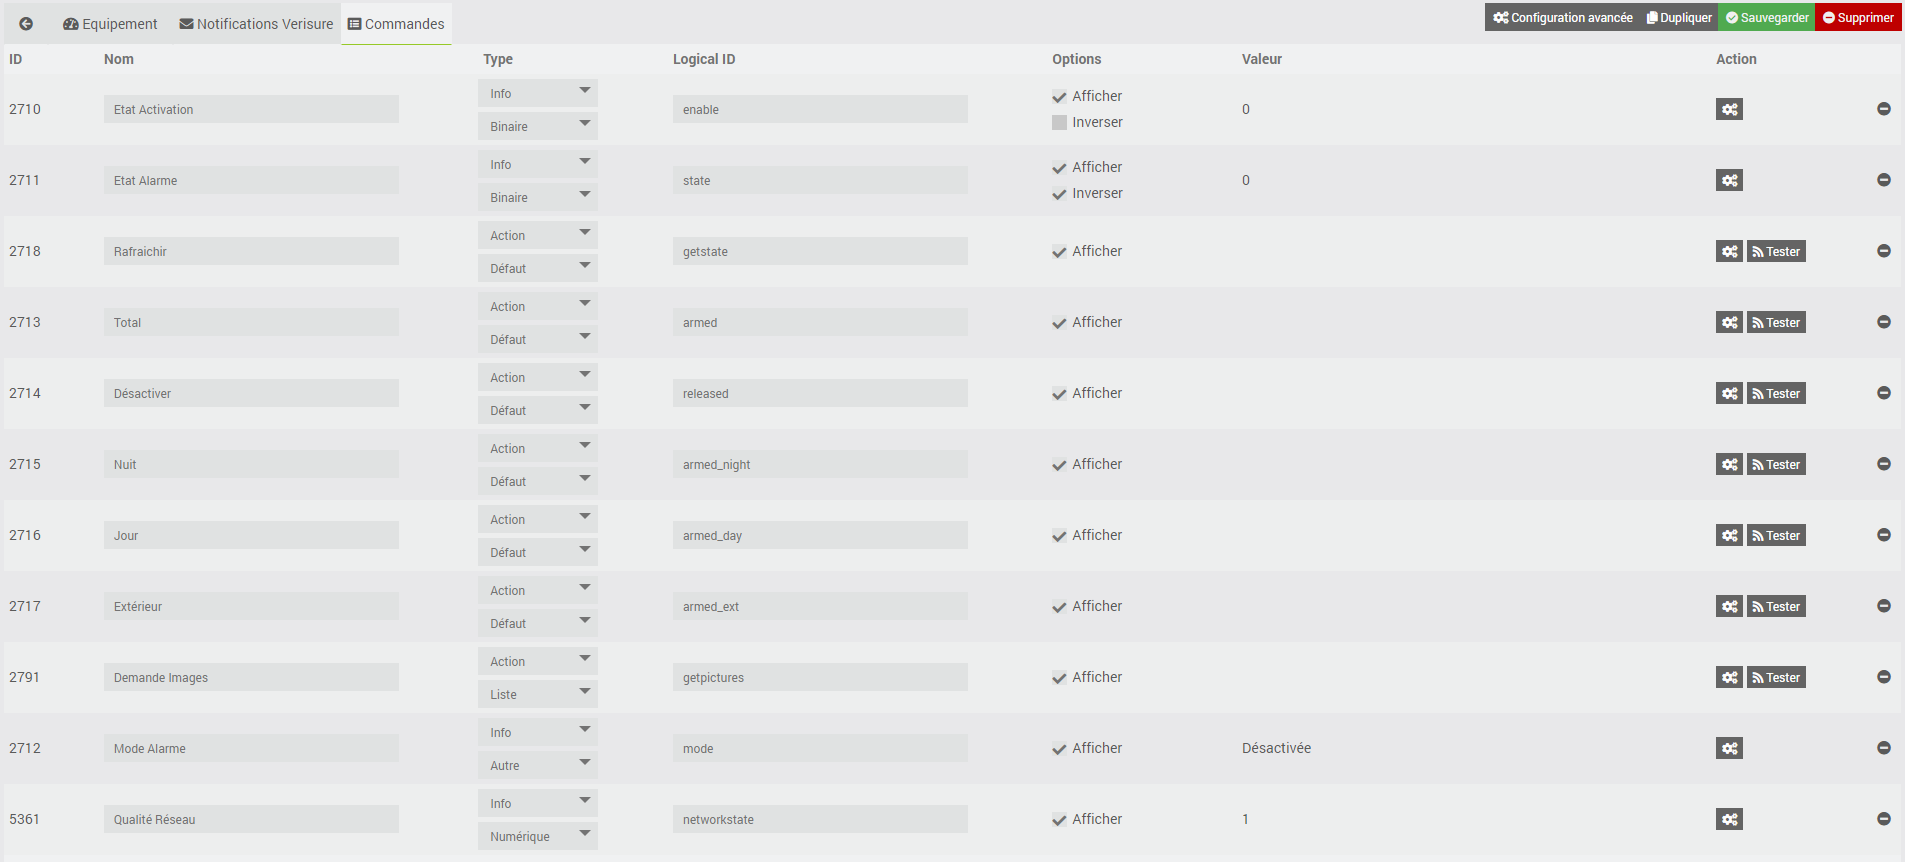 Equipement Notifications Verisure Commandes Configuration avancée Dupliquer Sauvegarder Supprimer
ID Nom Type Logical ID Options Valeur Action
2710 Etat Activation Info enable Afficher 0
Binaire Inverser
2711 Etat Alarme Info state Afficher 0
Binaire Inverser
2718 Rafraichir Action getstate Afficher Tester
Défaut
2713 Total Action armed Afficher Tester
Défaut
2714 Désactiver Action released Afficher Tester
Défaut
2715 Nuit Action armed_night Afficher Tester
Défaut
2716 Jour Action armed_day Afficher Tester
Défaut
2717 Extérieur Action armed_ext Afficher Tester
Défaut
2791 Demande Images Action getpictures Afficher Tester
Liste
2712 Mode Alarme Info mode Afficher Désactivée
Autre
5361 Qualité Réseau Info networkstate Afficher 1
Numérique